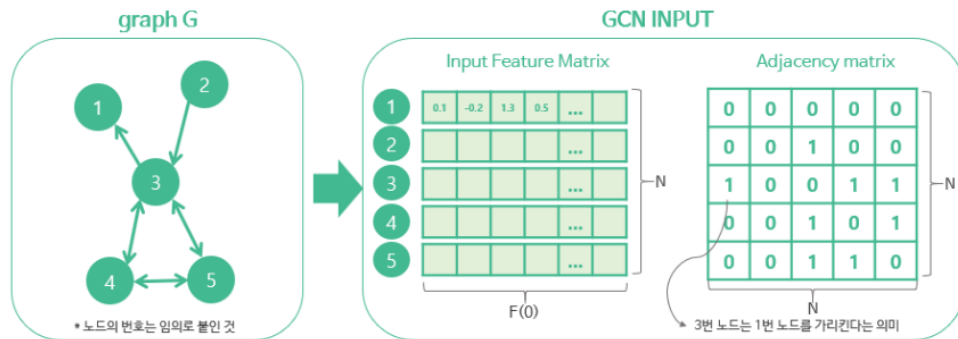 graph G
1
2
3
4
5
* 노드의 번호는 임의로 붙인 것
GCN INPUT
Input Feature Matrix
1 0.1 -0.2 1.3 0.5 ...
2 ...
3 ...
4 ...
5 ...
N
F(0)
Adjacency matrix
0 0 0 0 0
0 0 1 0 0
1 0 0 1 1
0 0 1 0 1
0 0 1 1 0
N
N
3번 노드는 1번 노드를 가리킨다는 의미